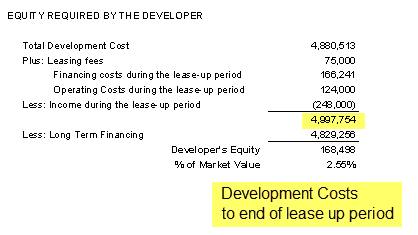 EQUITY REQUIRED BY THE DEVELOPER
Total Development Cost 4,880,513
Plus: Leasing fees 75,000
Financing costs during the lease-up period 166,241
Operating Costs during the lease-up period 124,000
Less: Income during the lease-up period (248,000)
4,997,754
Less: Long Term Financing 4,829,256
Developer's Equity 168,498
% of Market Value 2.55%
Development Costs
to end of lease up period